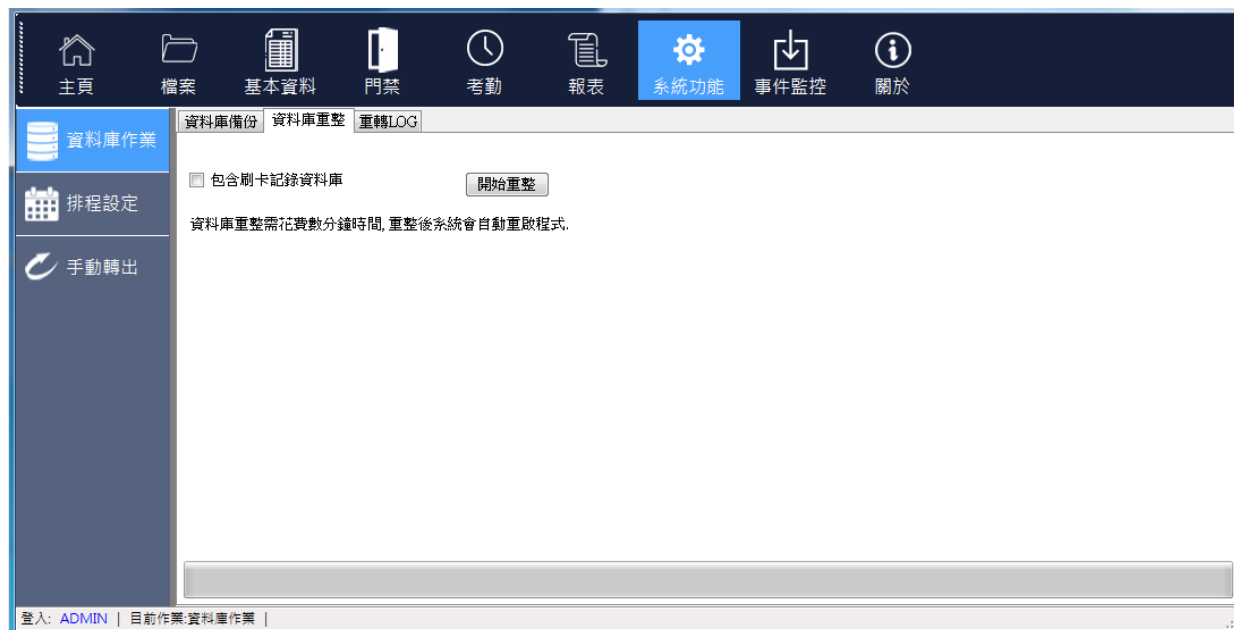 主頁 檔案 基本資料 門禁 考勤 報表 系統功能 事件監控 關於
資料庫作業
排程設定
手動轉出
資料庫備份 資料庫重整 重轉LOG
包含刷卡記錄資料庫 開始重整
資料庫重整需花費數分鐘時間, 重整後系統會自動重啟程式.
登入: ADMIN | 目前作業:資料庫作業 |